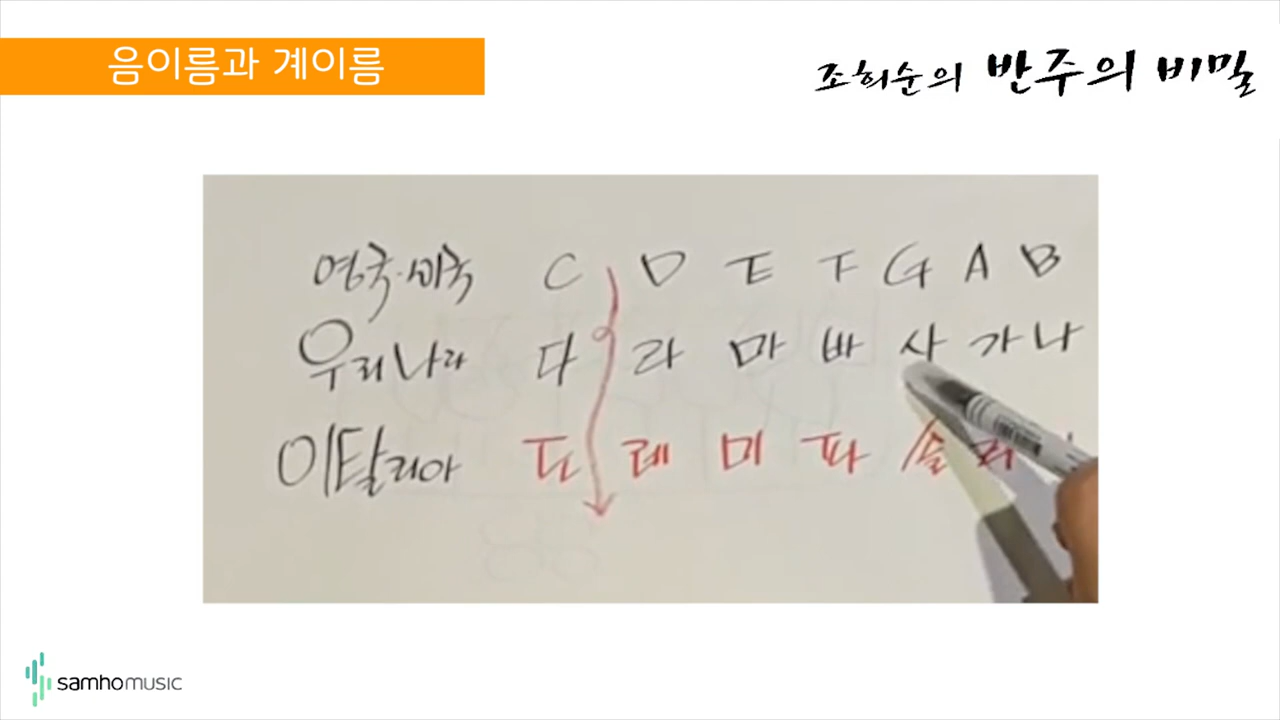 음이름과 계이름
조희순의 반주의 비밀
영국·미국 C D E F G A B
우리나라 다 라 마 바 사 가 나
이탈리아 도 레 미 파 솔 라
samhomusic